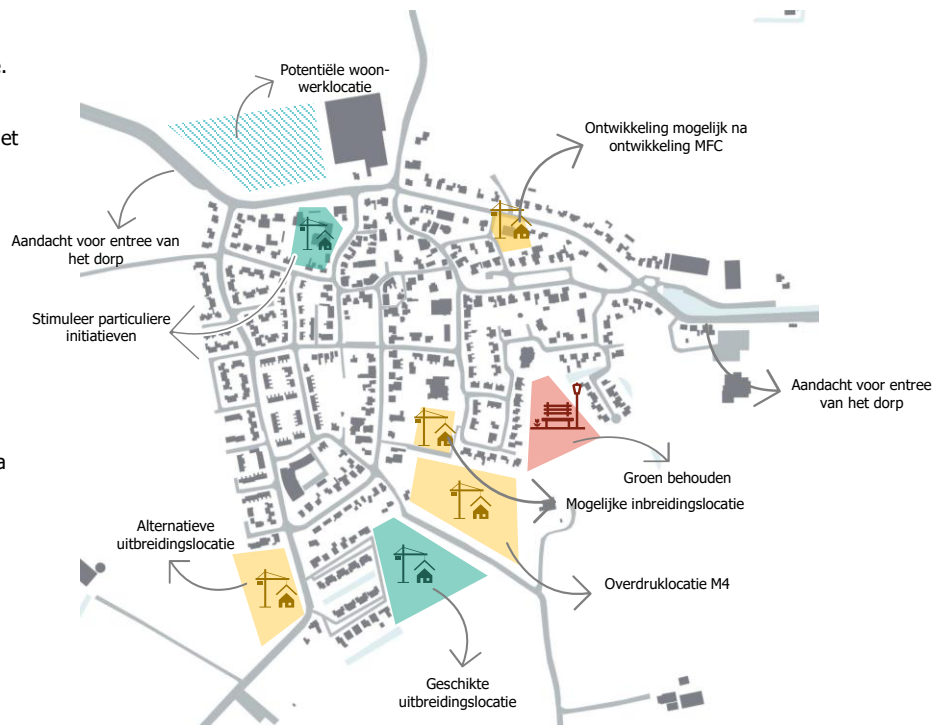 e.
Potentiële woon-
werklocatie
et
Ontwikkeling mogelijk na
ontwikkeling MFC
Aandacht voor entree van
het dorp
Stimuleer particuliere
initiatieven
Aandacht voor entree
van het dorp
a
Groen behouden
Mogelijke inbreidingslocatie
Alternatieve
uitbreidingslocatie
Overdruklocatie M4
Geschikte
uitbreidingslocatie